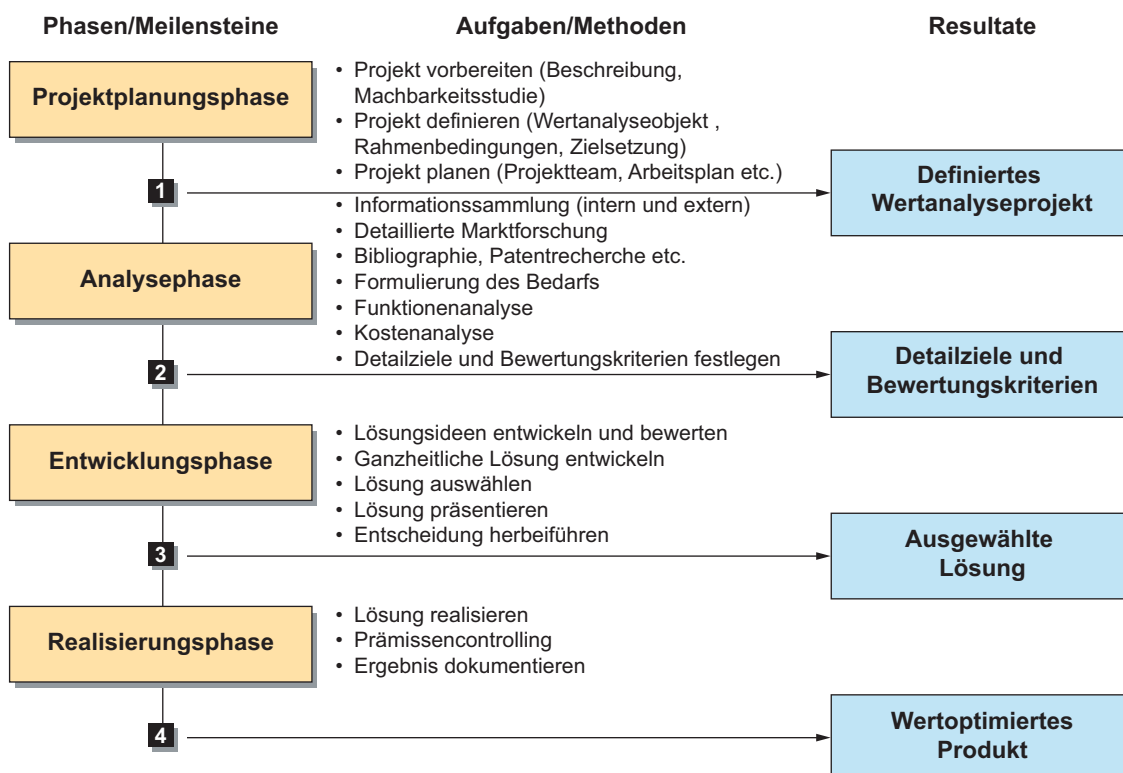 Phasen/Meilensteine
Aufgaben/Methoden
Resultate
Projektplanungsphase
• Projekt vorbereiten (Beschreibung,
Machbarkeitsstudie)
• Projekt definieren (Wertanalyseobjekt ,
Rahmenbedingungen, Zielsetzung)
• Projekt planen (Projektteam, Arbeitsplan etc.)
1
Definiertes
Wertanalyseprojekt
Analysephase
• Informationssammlung (intern und extern)
• Detaillierte Marktforschung
• Bibliographie, Patentrecherche etc.
• Formulierung des Bedarfs
• Funktionenanalyse
• Kostenanalyse
• Detailziele und Bewertungskriterien festlegen
2
Detailziele und
Bewertungskriterien
Entwicklungsphase
• Lösungsideen entwickeln und bewerten
• Ganzheitliche Lösung entwickeln
• Lösung auswählen
• Lösung präsentieren
• Entscheidung herbeiführen
3
Ausgewählte
Lösung
Realisierungsphase
• Lösung realisieren
• Prämissencontrolling
• Ergebnis dokumentieren
4
Wertoptimiertes
Produkt